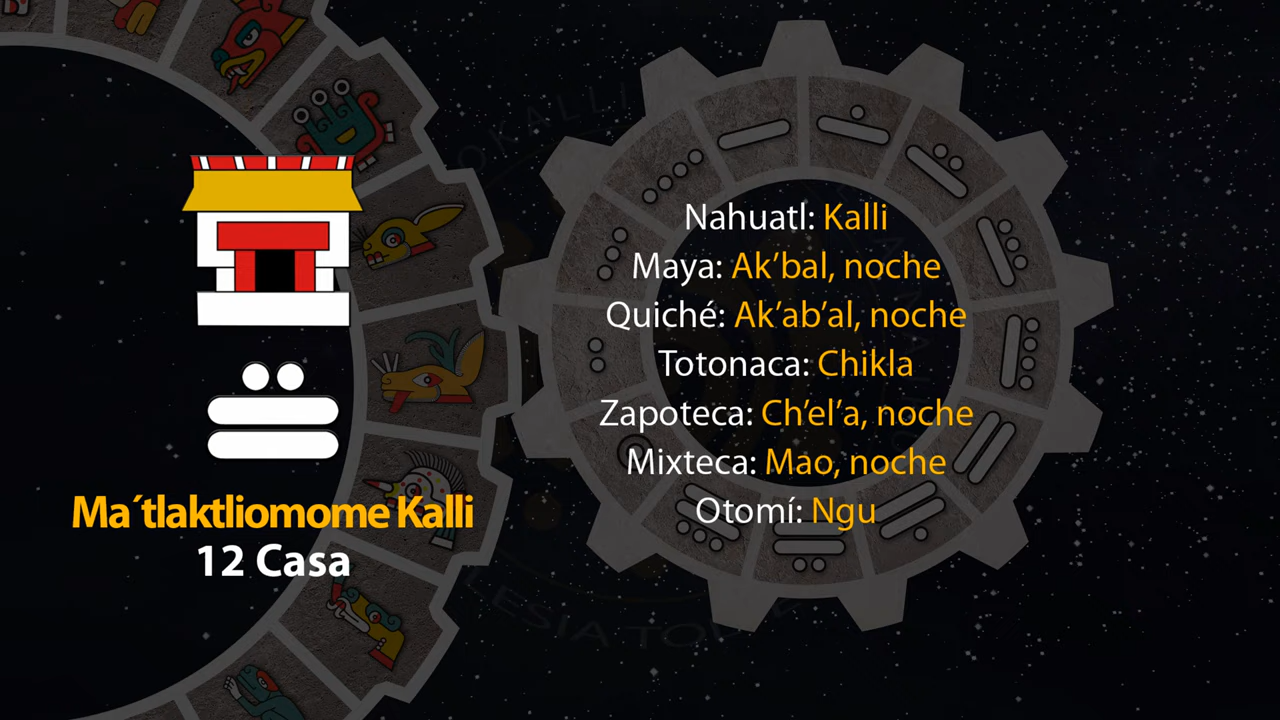 Ma´tlaktliomome Kalli
12 Casa
Nahuatl: Kalli
Maya: Ak’bal, noche
Quiché: Ak’ab’al, noche
Totonaca: Chikla
Zapoteca: Ch’el’a, noche
Mixteca: Mao, noche
Otomí: Ngu